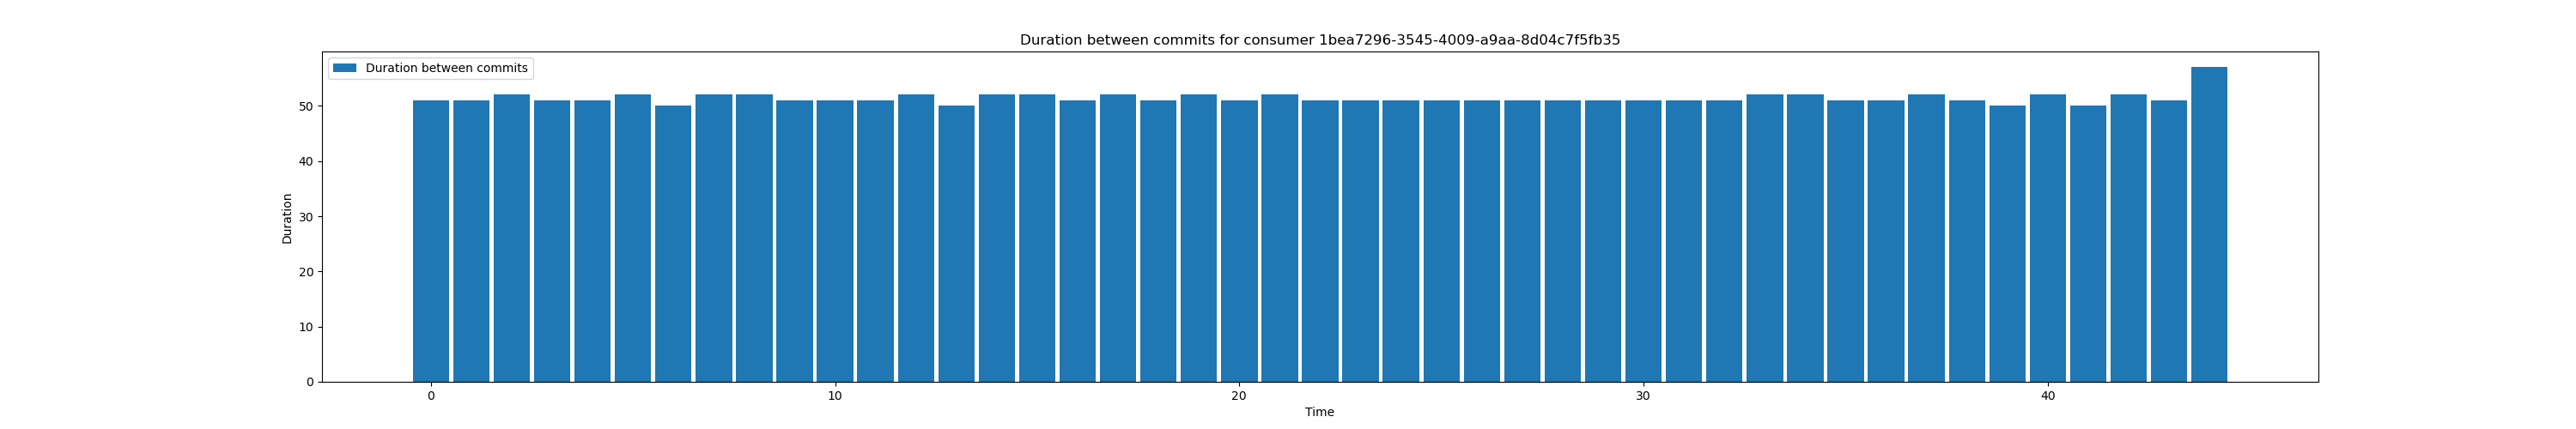 Duration between commits for consumer 1bea7296-3545-4009-a9aa-8d04c7f5fb35
Duration between commits
Duration
50
40
30
20
10
0
0 10 20 30 40
Time